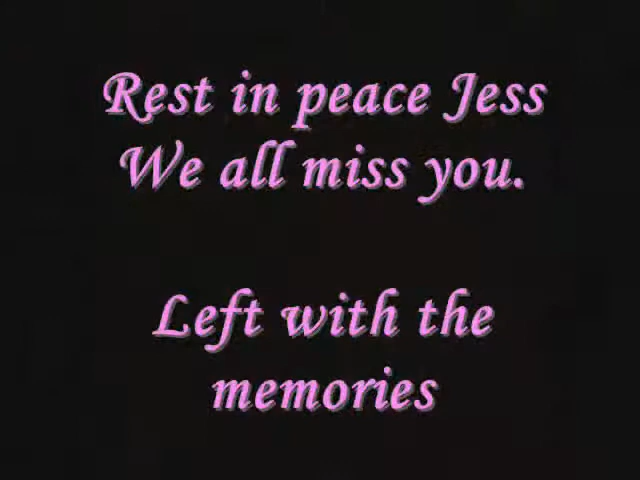 Rest in peace Jess
We all miss you.
Left with the
memories